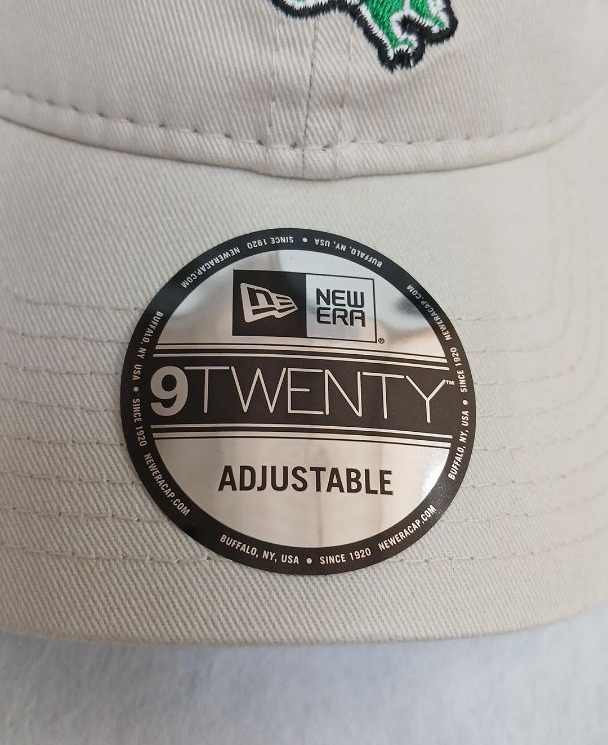 NEW
ERA
®
9TWENTY™
ADJUSTABLE
BUFFALO, NY, USA • SINCE 1920 NEWERACAP.COM
BUFFALO, NY, USA • SINCE 1920 NEWERACAP.COM
BUFFALO, NY, USA • SINCE 1920 NEWERACAP.COM
BUFFALO, NY USA • SINCE 1920 NEWERACAP.COM